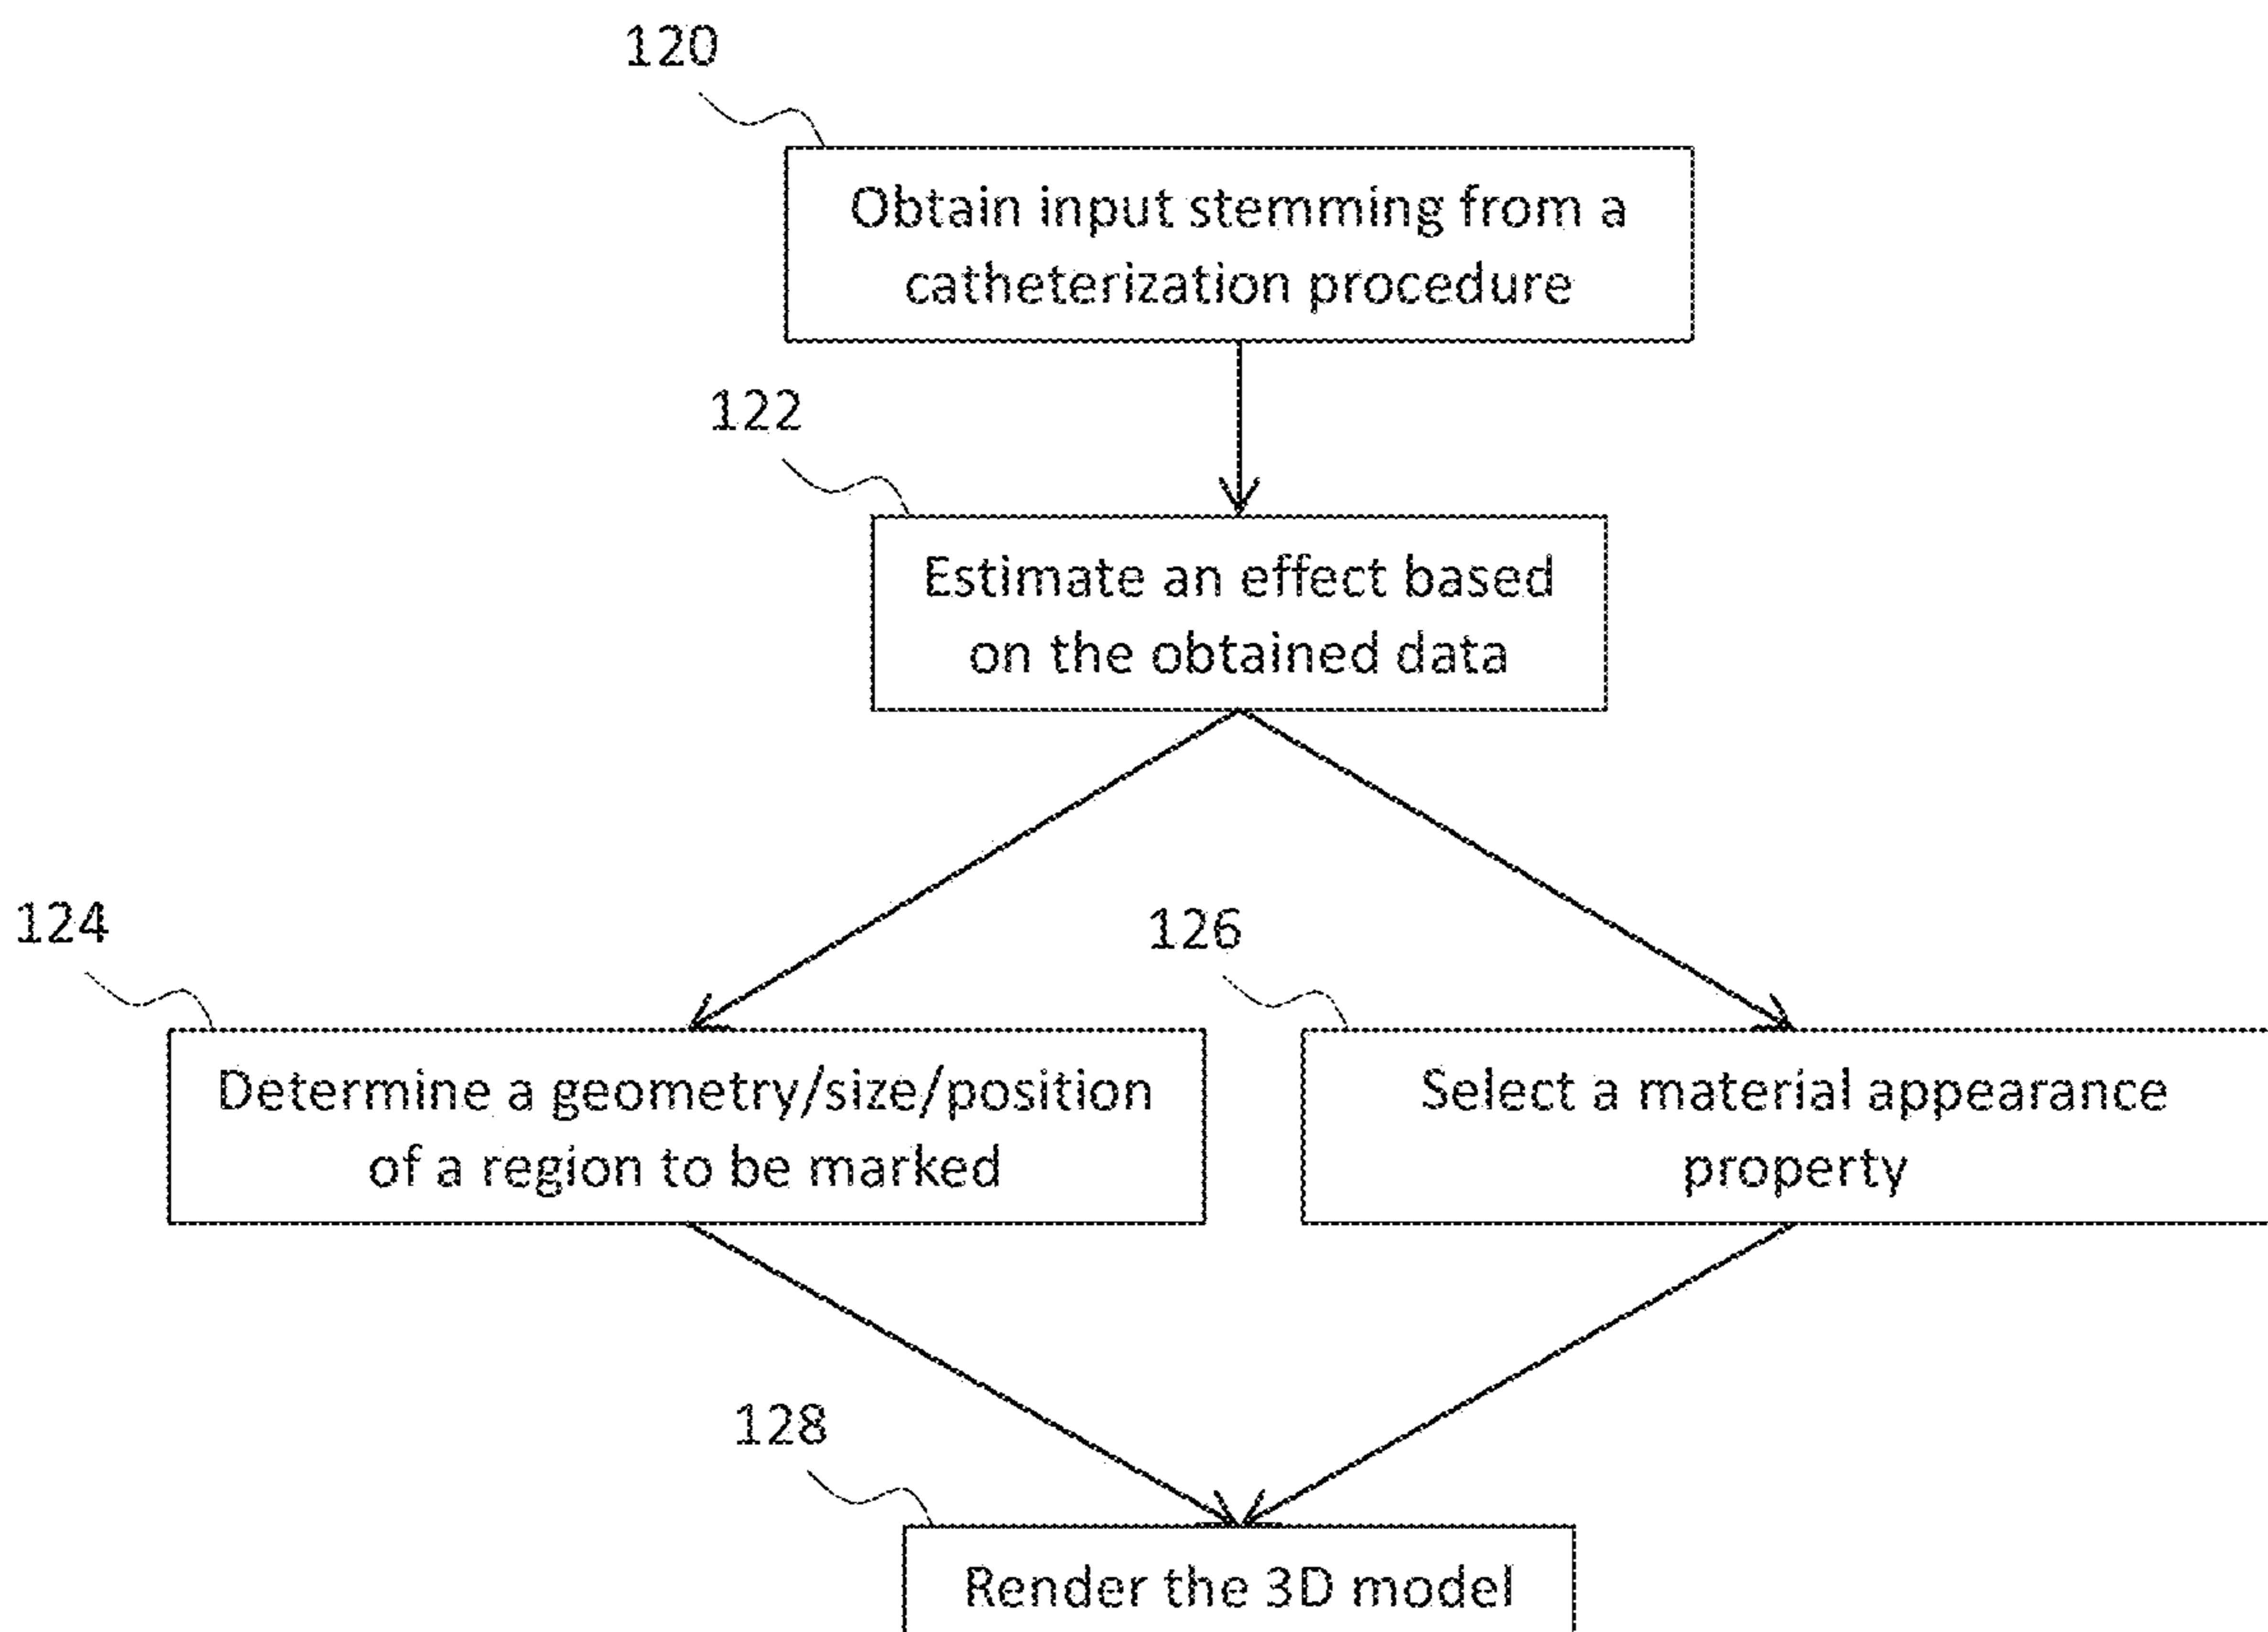 120
Obtain input stemming from a
catheterization procedure
122
Estimate an effect based
on the obtained data
124
126
Determine a geometry/size/position
of a region to be marked
Select a material appearance
property
128
Render the 3D model